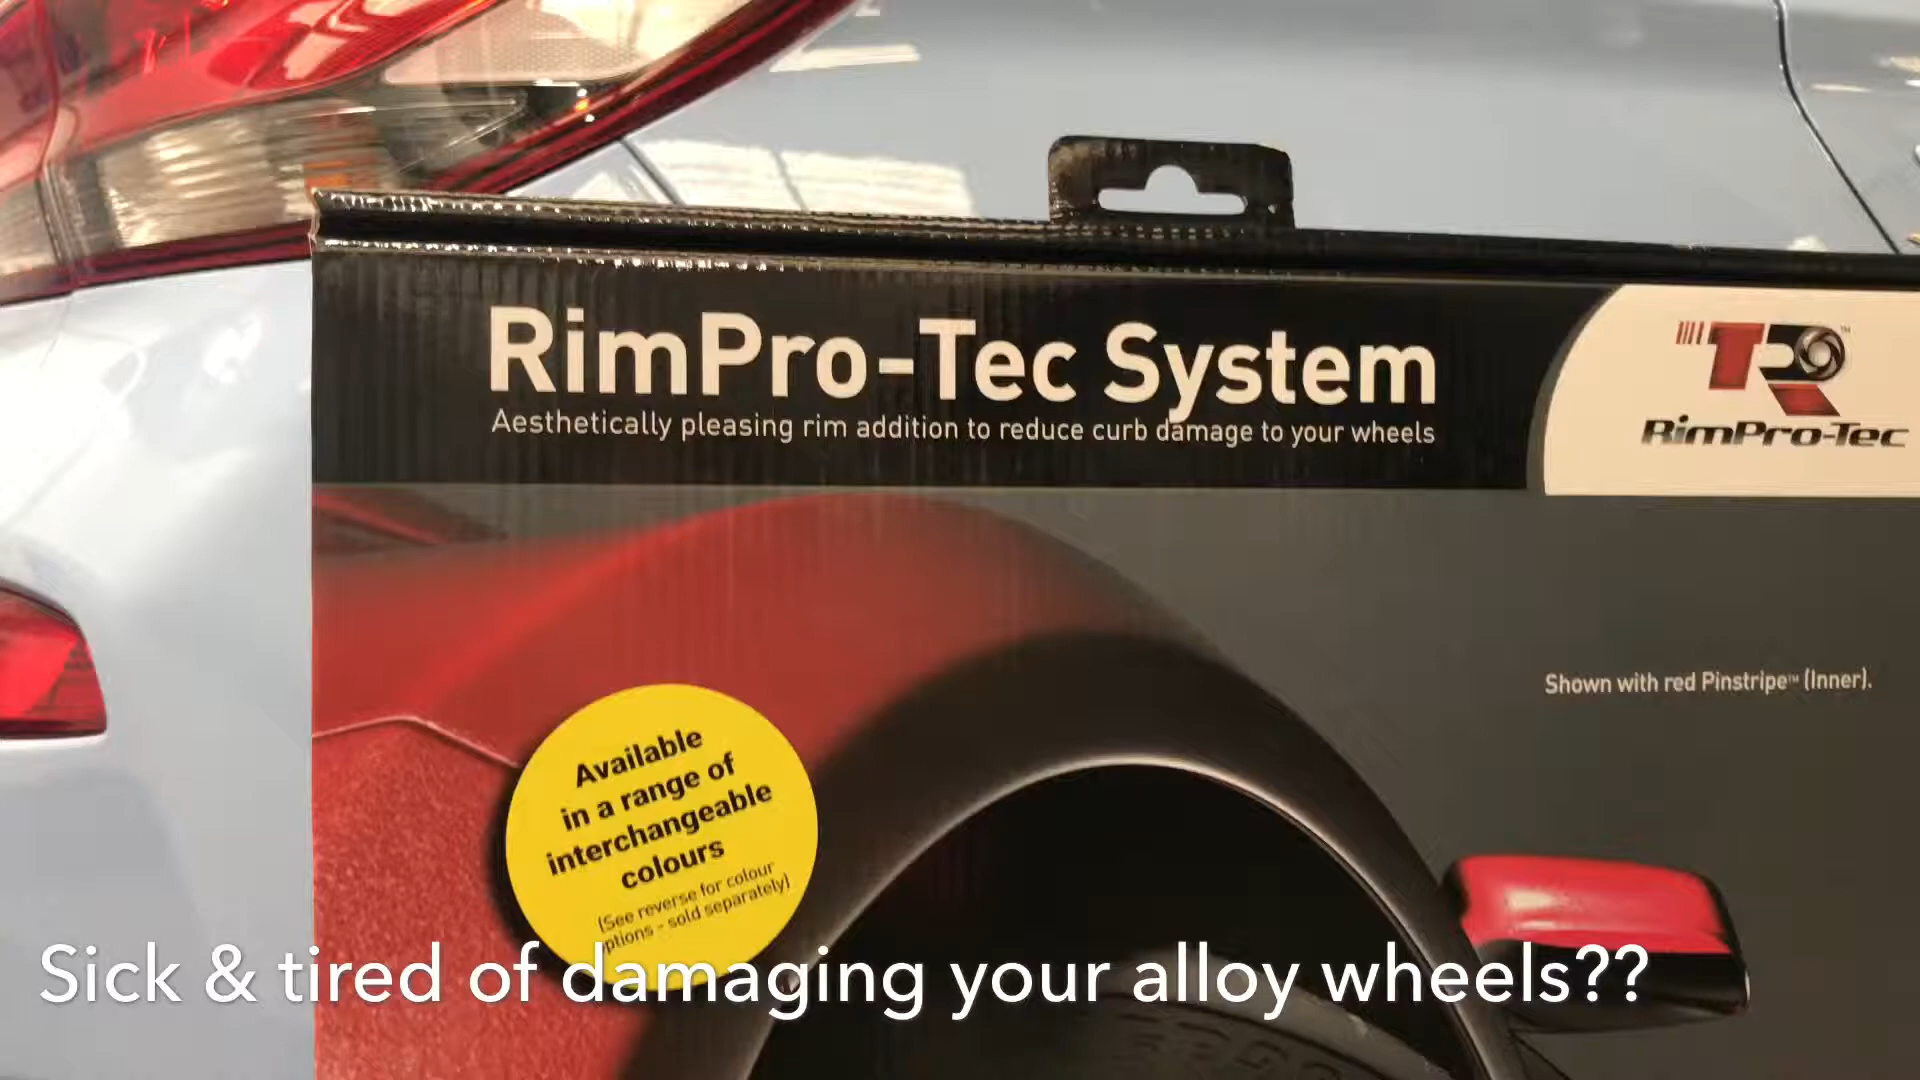 RimPro-Tec System
Aesthetically pleasing rim addition to reduce curb damage to your wheels
TR™
RimPro-Tec
Shown with red Pinstripe™ (Inner).
Available
in a range of
interchangeable
colours
(See reverse for colour
options - sold separately)
Sick & tired of damaging your alloy wheels??